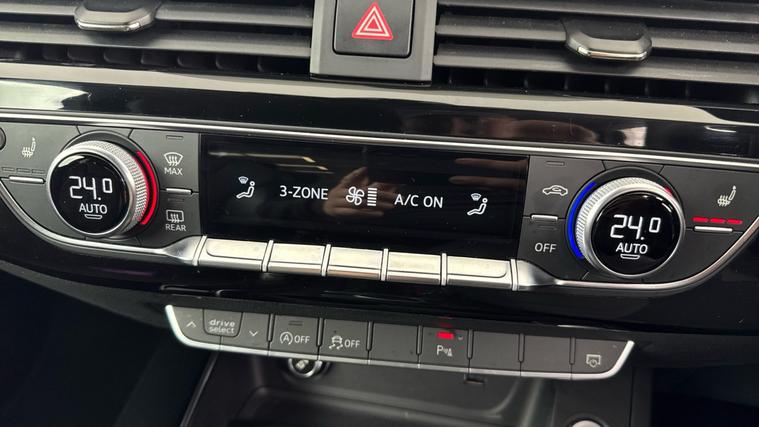 MAX
24.0
AUTO
REAR
3-ZONE
A/C ON
OFF
24.0
AUTO
drive
select
A OFF
OFF
P